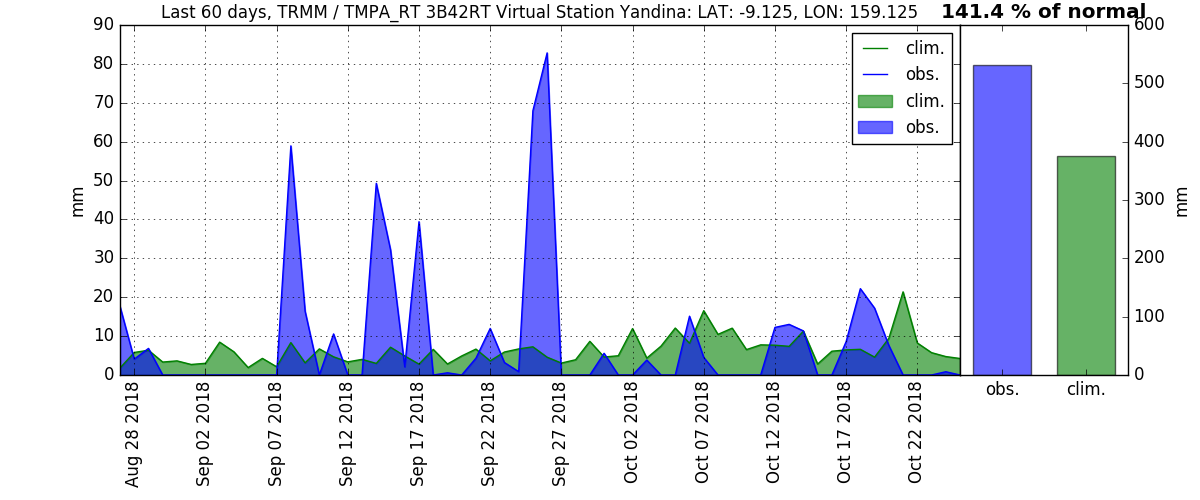 Last 60 days, TRMM / TMPA_RT 3B42RT Virtual Station Yandina: LAT: -9.125, LON: 159.125
141.4 % of normal
90
80
70
60
50
40
30
20
10
0
mm
clim.
obs.
clim.
obs.
Aug 28 2018
Sep 02 2018
Sep 07 2018
Sep 12 2018
Sep 17 2018
Sep 22 2018
Sep 27 2018
Oct 02 2018
Oct 07 2018
Oct 12 2018
Oct 17 2018
Oct 22 2018
600
500
400
300
200
100
0
mm
obs.
clim.